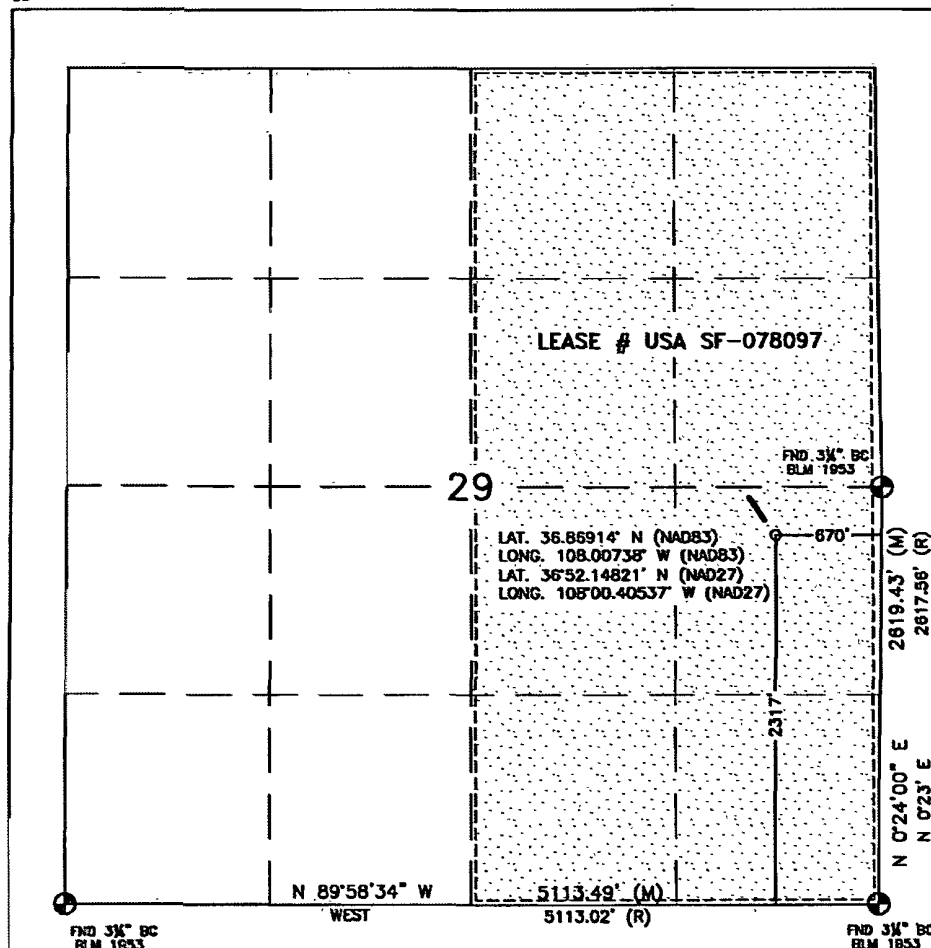 LEASE # USA SF-078097
FND 3¼" BC
BLM 1953
29
LAT. 36.86914° N (NAD83)
LONG. 108.00738° W (NAD83)
LAT. 36°52.14821' N (NAD27)
LONG. 108°00.40537' W (NAD27)
670'
2619.43' (M)
2617.56' (R)
2317'
N 0°24'00" E
N 0°23' E
N 89°58'34" W
5113.49' (M)
WEST
5113.02' (R)
FND 3¼" BC
BLM 1953
FND 3¼" BC
BLM 1953